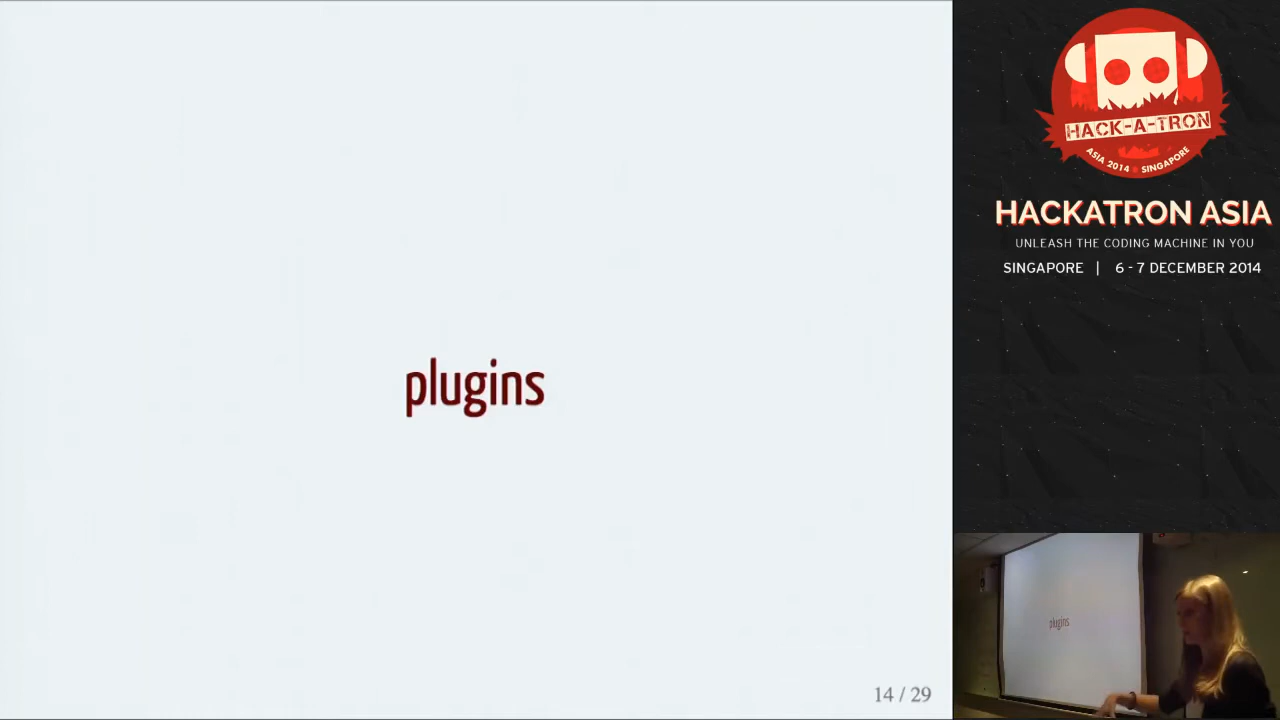 plugins
14 / 29
HACK-A-TRON
ASIA 2014 SINGAPORE
HACKATRON ASIA
UNLEASH THE CODING MACHINE IN YOU
SINGAPORE | 6 - 7 DECEMBER 2014
plugins